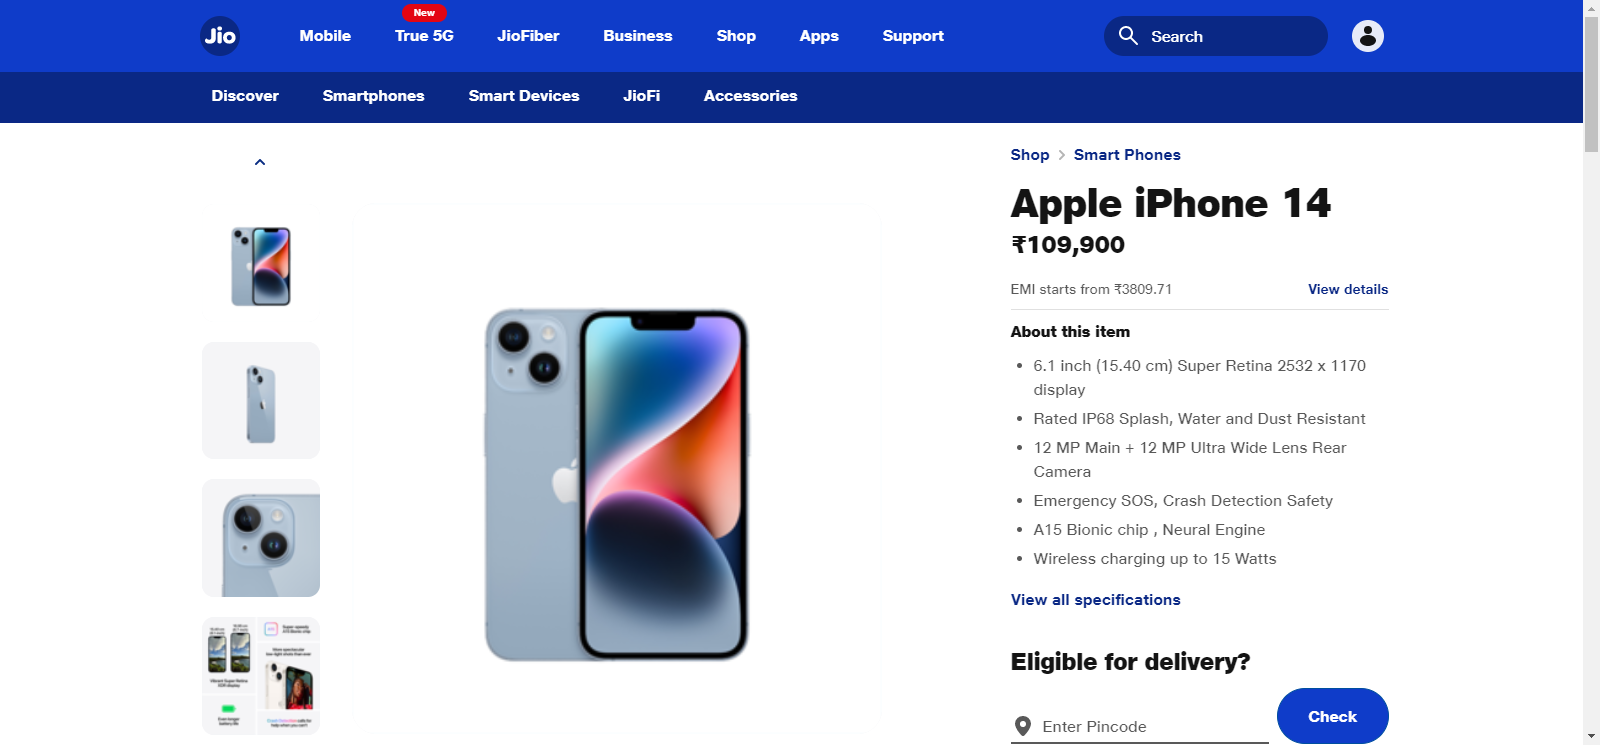 New
Jio
Mobile
True 5G
JioFiber
Business
Shop
Apps
Support
Search
Discover
Smartphones
Smart Devices
JioFi
Accessories
Shop
Smart Phones
Apple iPhone 14
₹109,900
EMI starts from ₹3809.71
View details
About this item
6.1 inch (15.40 cm) Super Retina 2532 x 1170
display
Rated IP68 Splash, Water and Dust Resistant
12 MP Main + 12 MP Ultra Wide Lens Rear
Camera
Emergency SOS, Crash Detection Safety
A15 Bionic chip , Neural Engine
Wireless charging up to 15 Watts
View all specifications
Eligible for delivery?
Enter Pincode
Check